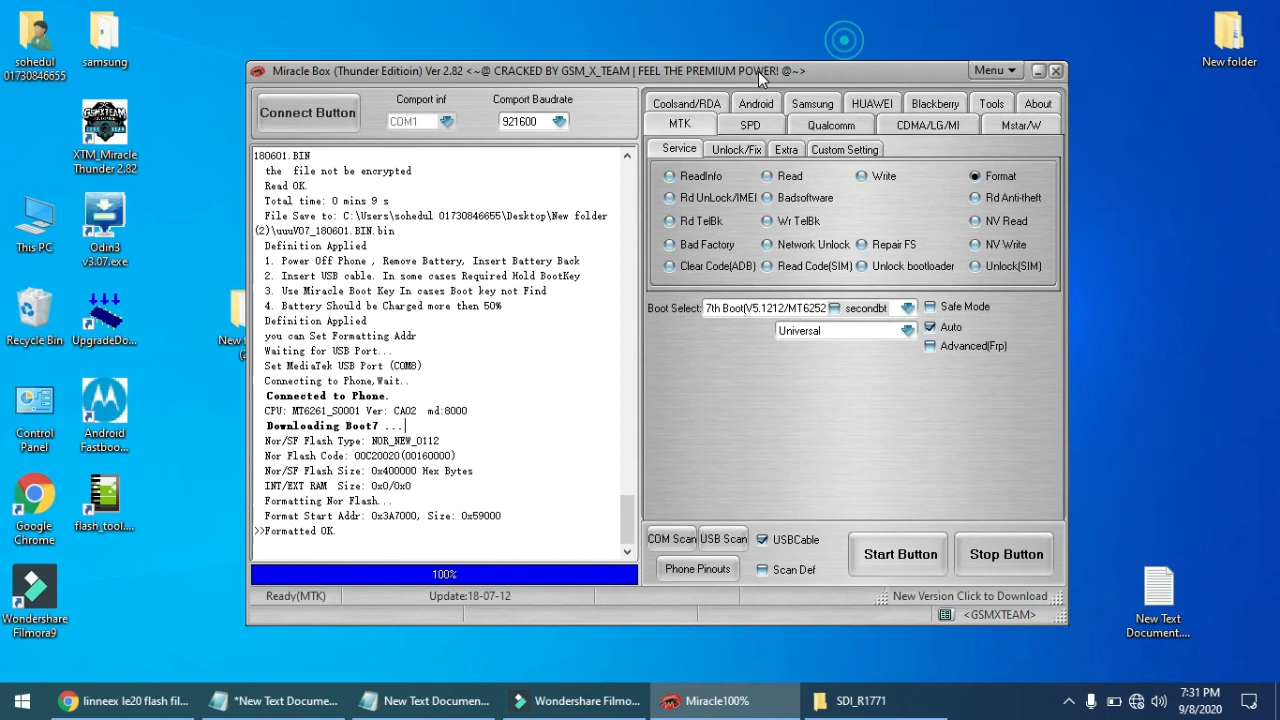 sohedul
01730846655
samsung
XTM_Miracle
Thunder 2.82
This PC
Odin3
v3.07.exe
Recycle Bin
UpgradeDo...
Control
Panel
Android
Fastboo...
Google
Chrome
flash_tool....
Wondershare
Filmora9
New folder
New Text
Document....
Miracle Box (Thunder Editioin) Ver 2.82 <~@ CRACKED BY GSM_X_TEAM | FEEL THE PREMIUM POWER! @~>
Menu
Connect Button
Comport inf
COM1
Comport Baudrate
921600
180601.BIN
the file not be encrypted
Read OK.
Total time: 0 mins 9 s
File Save to: C:\Users\sohedul 01730846655\Desktop\New folder
(2)\uuuV07_180601.BIN.bin
Definition Applied
1. Power Off Phone , Remove Battery, Insert Battery Back
2. Insert USB cable. In some cases Required Hold BootKey
3. Use Miracle Boot Key In cases Boot key not Find
4. Battery Should be Charged more then 50%
Definition Applied
you can Set Formatting Addr
Waiting for USB Port...
Set MediaTek USB Port (COM8)
Connecting to Phone,Wait..
Connected to Phone.
CPU: MT6261_S0001 Ver: CA02 md:8000
Downloading Boot7 ...
Nor/SF Flash Type: NOR_NEW_0112
Nor Flash Code: 00C20020(00160000)
Nor/SF Flash Size: 0x400000 Hex Bytes
INT/EXT RAM Size: 0x0/0x0
Formatting Nor Flash...
Format Start Addr: 0x3A7000, Size: 0x59000
>>Formatted OK.
100%
Ready(MTK)
Update:18-07-12
New Version Click to Download
<GSMXTEAM>
Coolsand/RDA Android Samsung HUAWEI Blackberry Tools About
MTK SPD Qualcomm CDMA/LG/MI Mstar/W
Service Unlock/Fix Extra Custom Setting
ReadInfo Read Write Format
Rd UnLock/IMEI Badsoftware Rd Anti-theft
Rd TelBk Wr TelBk NV Read
Bad Factory Network Unlock Repair FS NV Write
Clear Code(ADB) Read Code(SIM) Unlock bootloader Unlock(SIM)
Boot Select: 7th Boot(V5.1212/MT6252 secondbt Safe Mode
Universal Auto
Advanced(Frp)
COM Scan USB Scan USBCable
Phone Pinouts Scan Def
Start Button Stop Button
linneex le20 flash fil...
*New Text Docume...
New Text Documen...
Wondershare Filmo...
Miracle100%
SDI_R1771
7:31 PM
9/8/2020